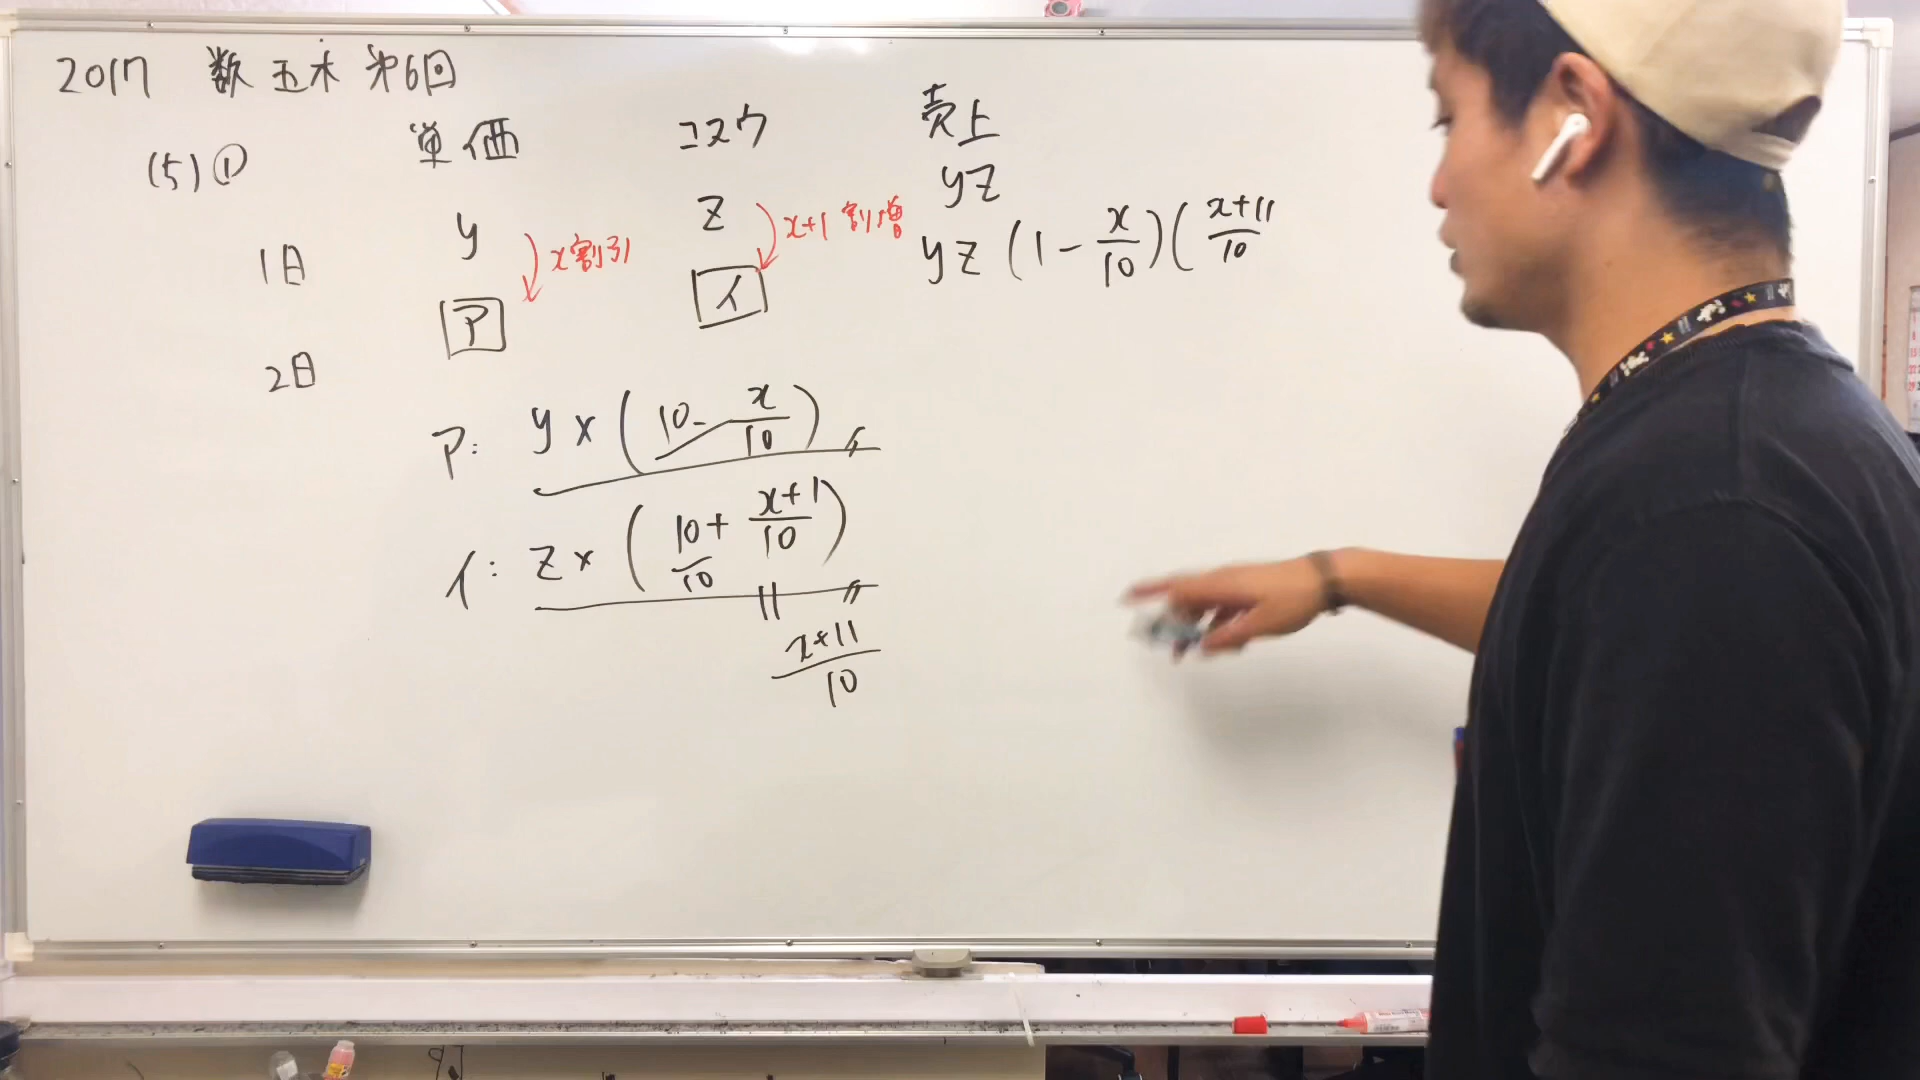 2017 数 五木 第6回
(5)① 単価 コスウ 売上
1日 y z yz
x割引 x+1割増
ア イ yz(1-x/10)(x+11/10
2日
ア: y×(10-x/10)
イ: z×(10/10+x+1/10)
=
x+11/10